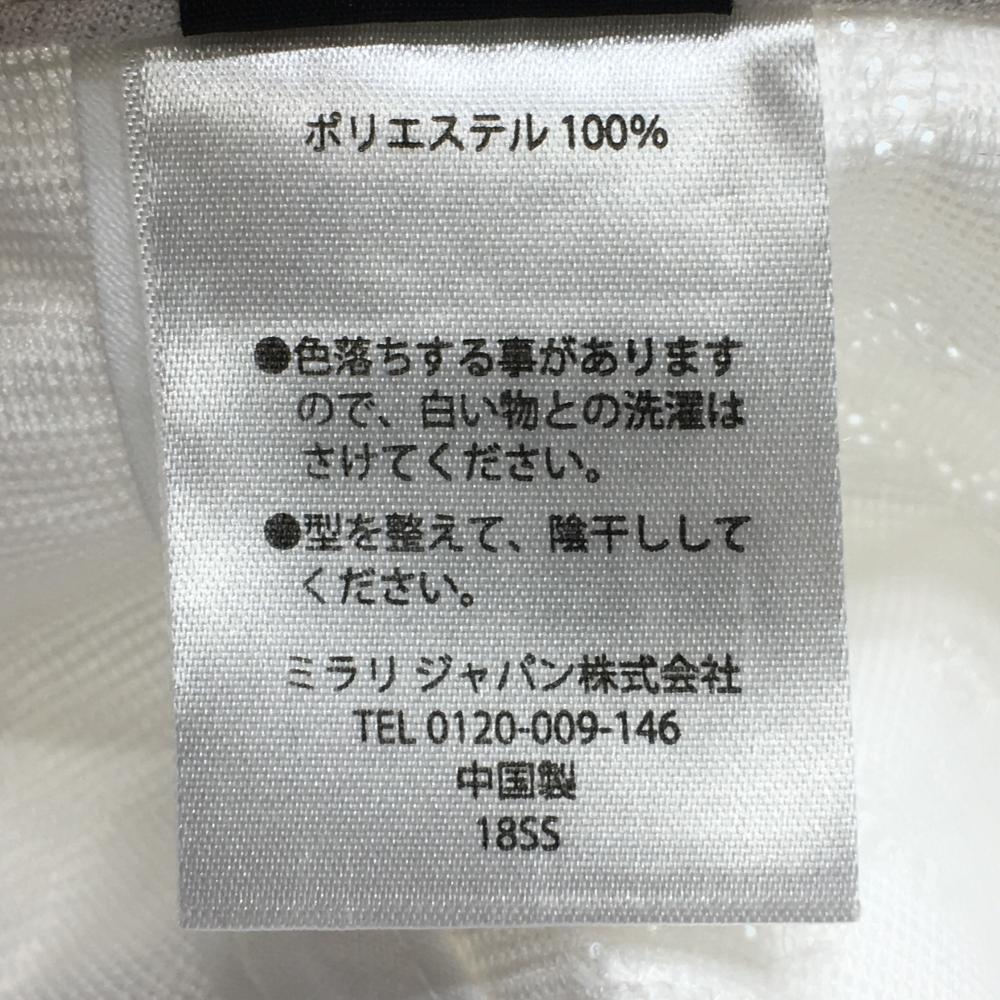 ポリエステル 100%
●色落ちする事があります
ので、白い物との洗濯は
さけてください。
●型を整えて、陰干しして
ください。
ミラリ ジャパン株式会社
TEL 0120-009-146
中国製
18SS